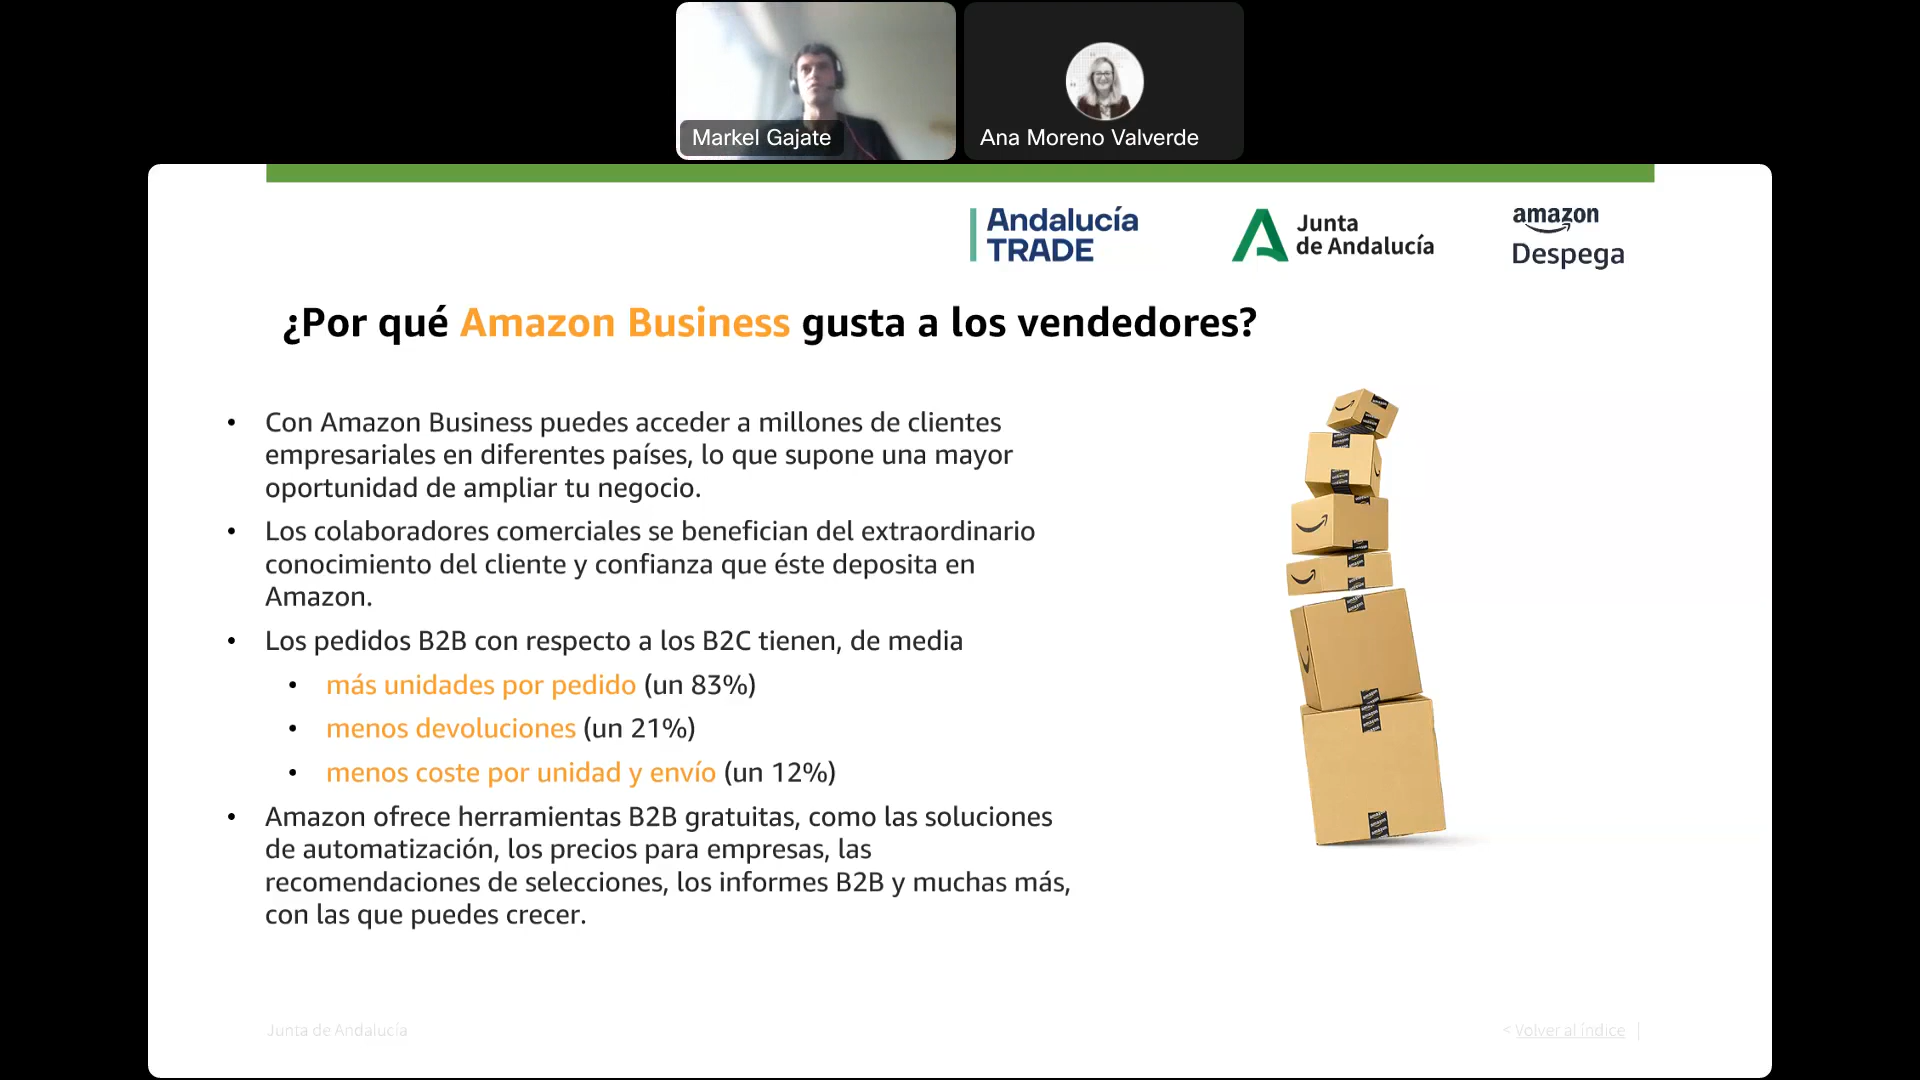 Markel Gajate
Ana Moreno Valverde
Andalucía
TRADE
Junta
de Andalucía
amazon
Despega
¿Por qué Amazon Business gusta a los vendedores?
• Con Amazon Business puedes acceder a millones de clientes
empresariales en diferentes países, lo que supone una mayor
oportunidad de ampliar tu negocio.
• Los colaboradores comerciales se benefician del extraordinario
conocimiento del cliente y confianza que éste deposita en
Amazon.
• Los pedidos B2B con respecto a los B2C tienen, de media
• más unidades por pedido (un 83%)
• menos devoluciones (un 21%)
• menos coste por unidad y envío (un 12%)
• Amazon ofrece herramientas B2B gratuitas, como las soluciones
de automatización, los precios para empresas, las
recomendaciones de selecciones, los informes B2B y muchas más,
con las que puedes crecer.
Junta de Andalucía
< Volver al índice |